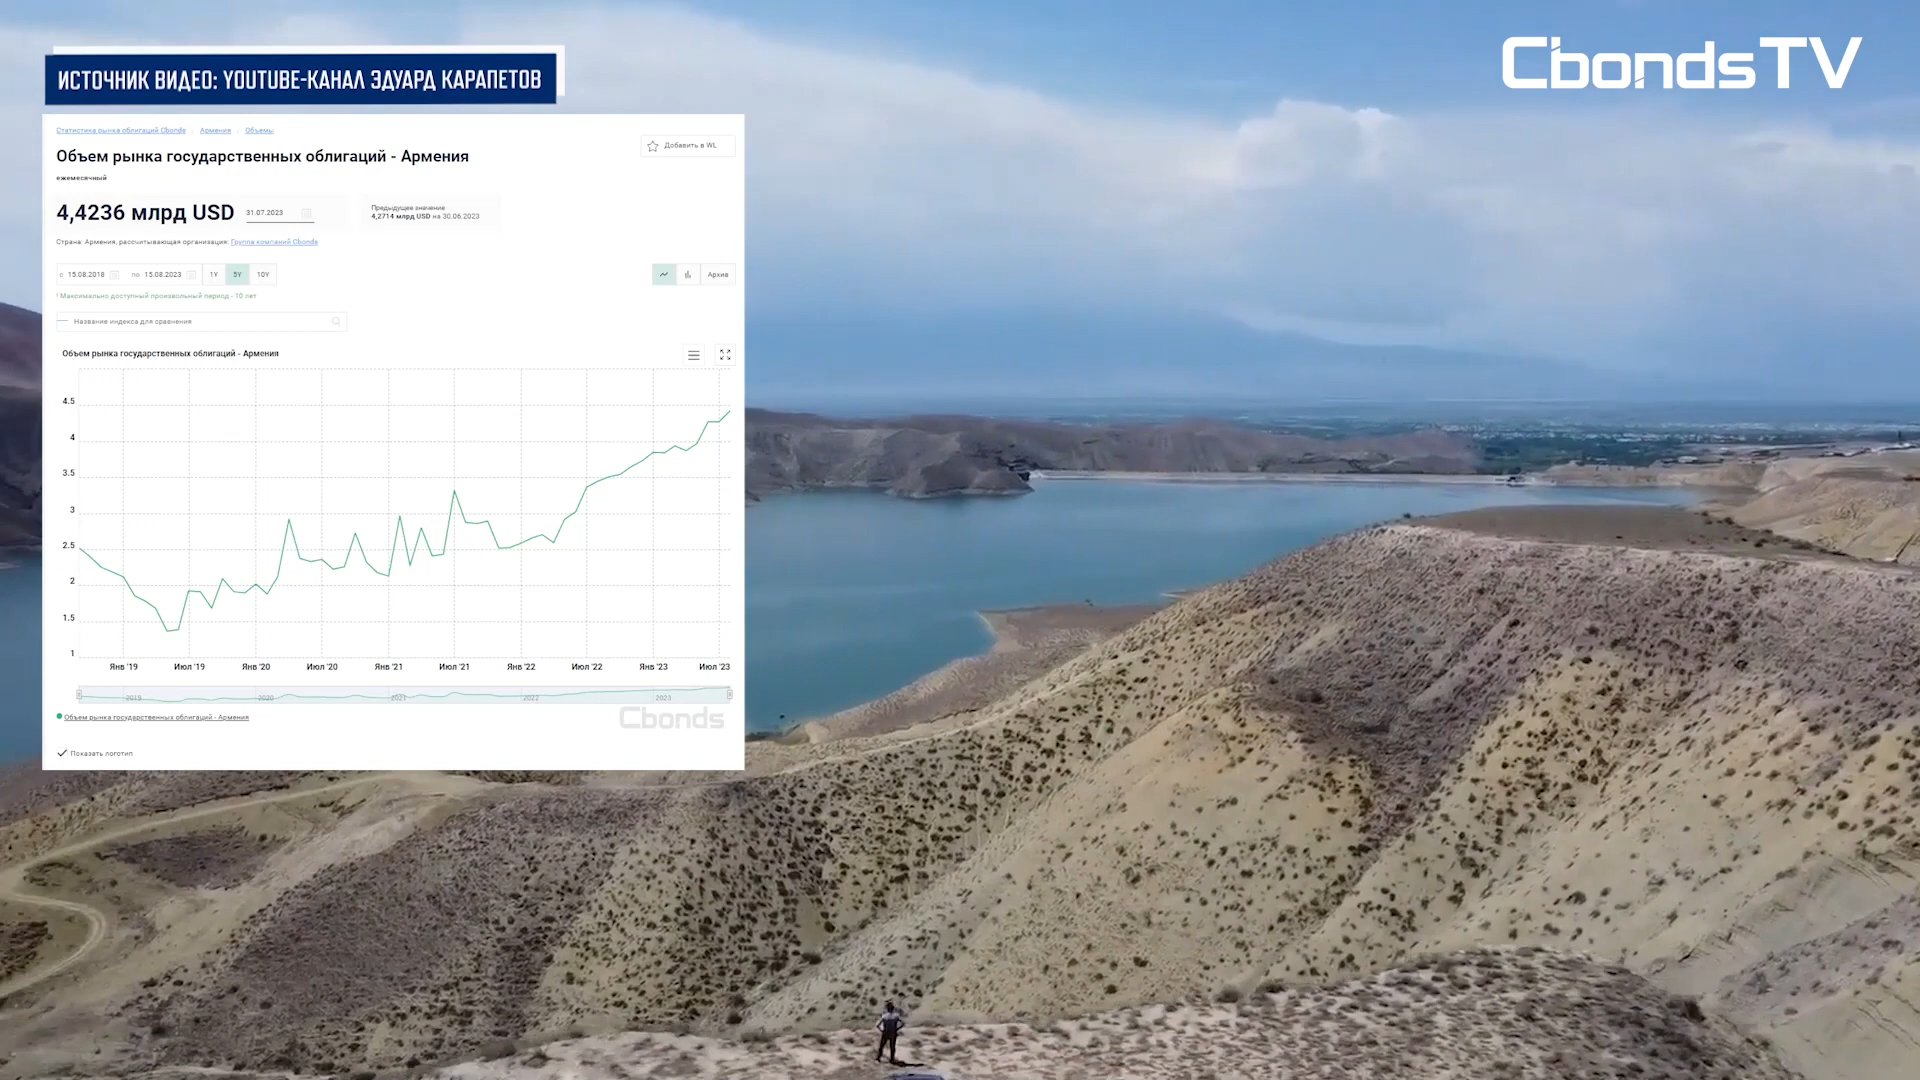 ИСТОЧНИК ВИДЕО: YOUTUBE-КАНАЛ ЭДУАРД КАРАПЕТОВ
CbondsTV
Статистика рынка облигаций Cbonds Армения Объемы
Объем рынка государственных облигаций - Армения
Добавить в WL
ежемесячный
4,4236 млрд USD 31.07.2023
Предыдущее значение
4,2714 млрд USD на 30.06.2023
Страна: Армения, рассчитывающая организация: Группа компаний Cbonds
с 15.08.2018 по 15.08.2023 1Y 5Y 10Y
Архив
! Максимально доступный произвольный период - 10 лет
Название индекса для сравнения
Объем рынка государственных облигаций - Армения
4.5
4
3.5
3
2.5
2
1.5
1
Янв '19 Июл '19 Янв '20 Июл '20 Янв '21 Июл '21 Янв '22 Июл '22 Янв '23 Июл '23
2019 2020 2021 2022 2023
Объем рынка государственных облигаций - Армения
Cbonds
Показать логотип